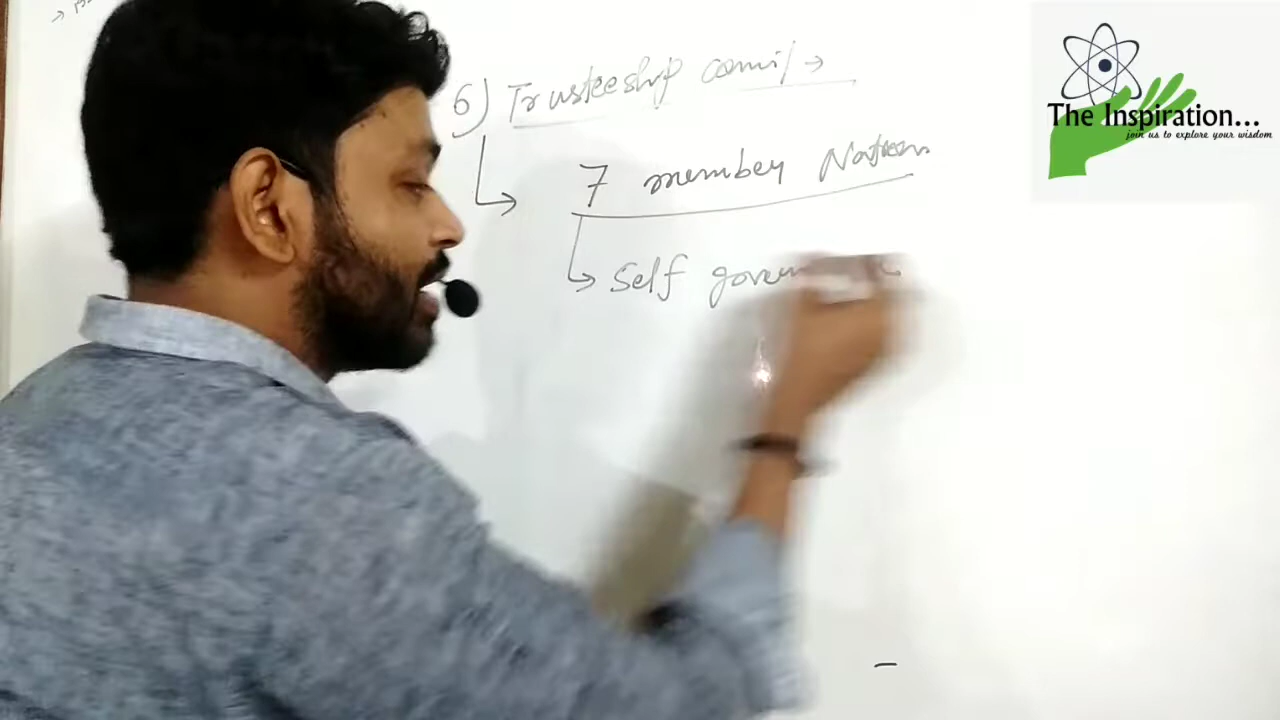 6) Trusteeship comi/ →
7 member Nation
Self govern
The Inspiration...
join us to explore your wisdom